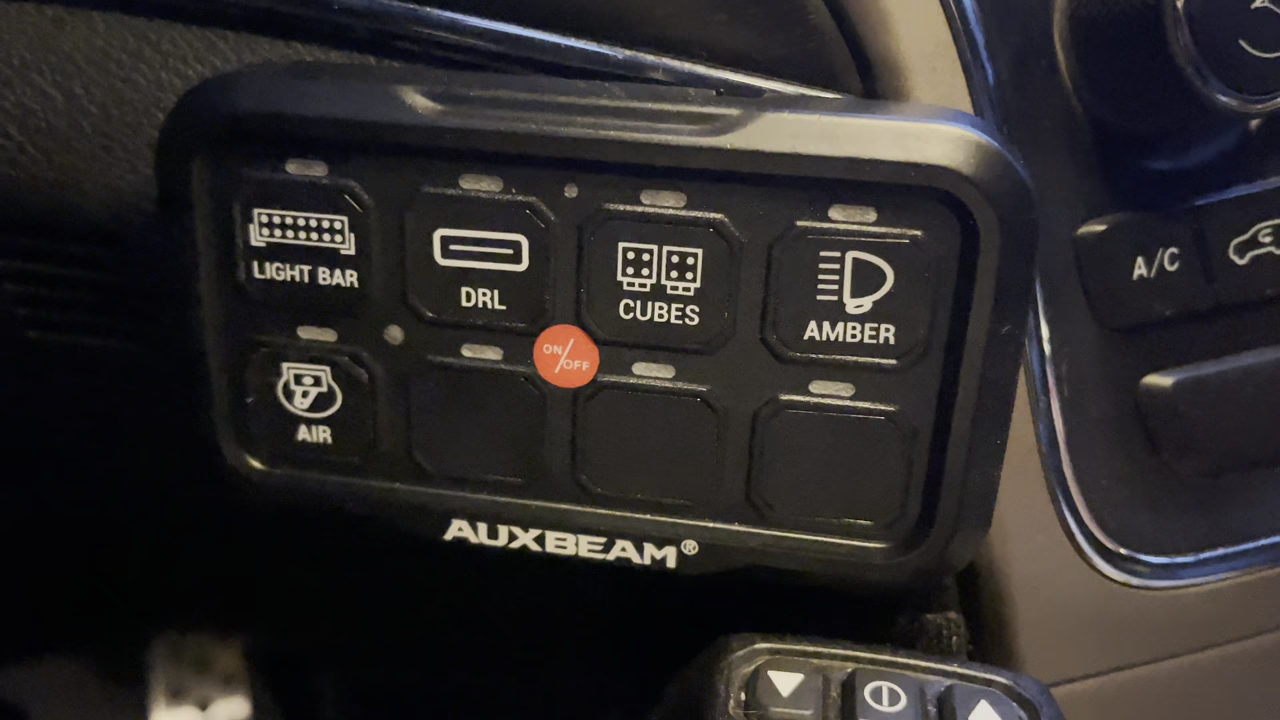 LIGHT BAR
DRL
CUBES
AMBER
ON/OFF
AIR
AUXBEAM®
A/C